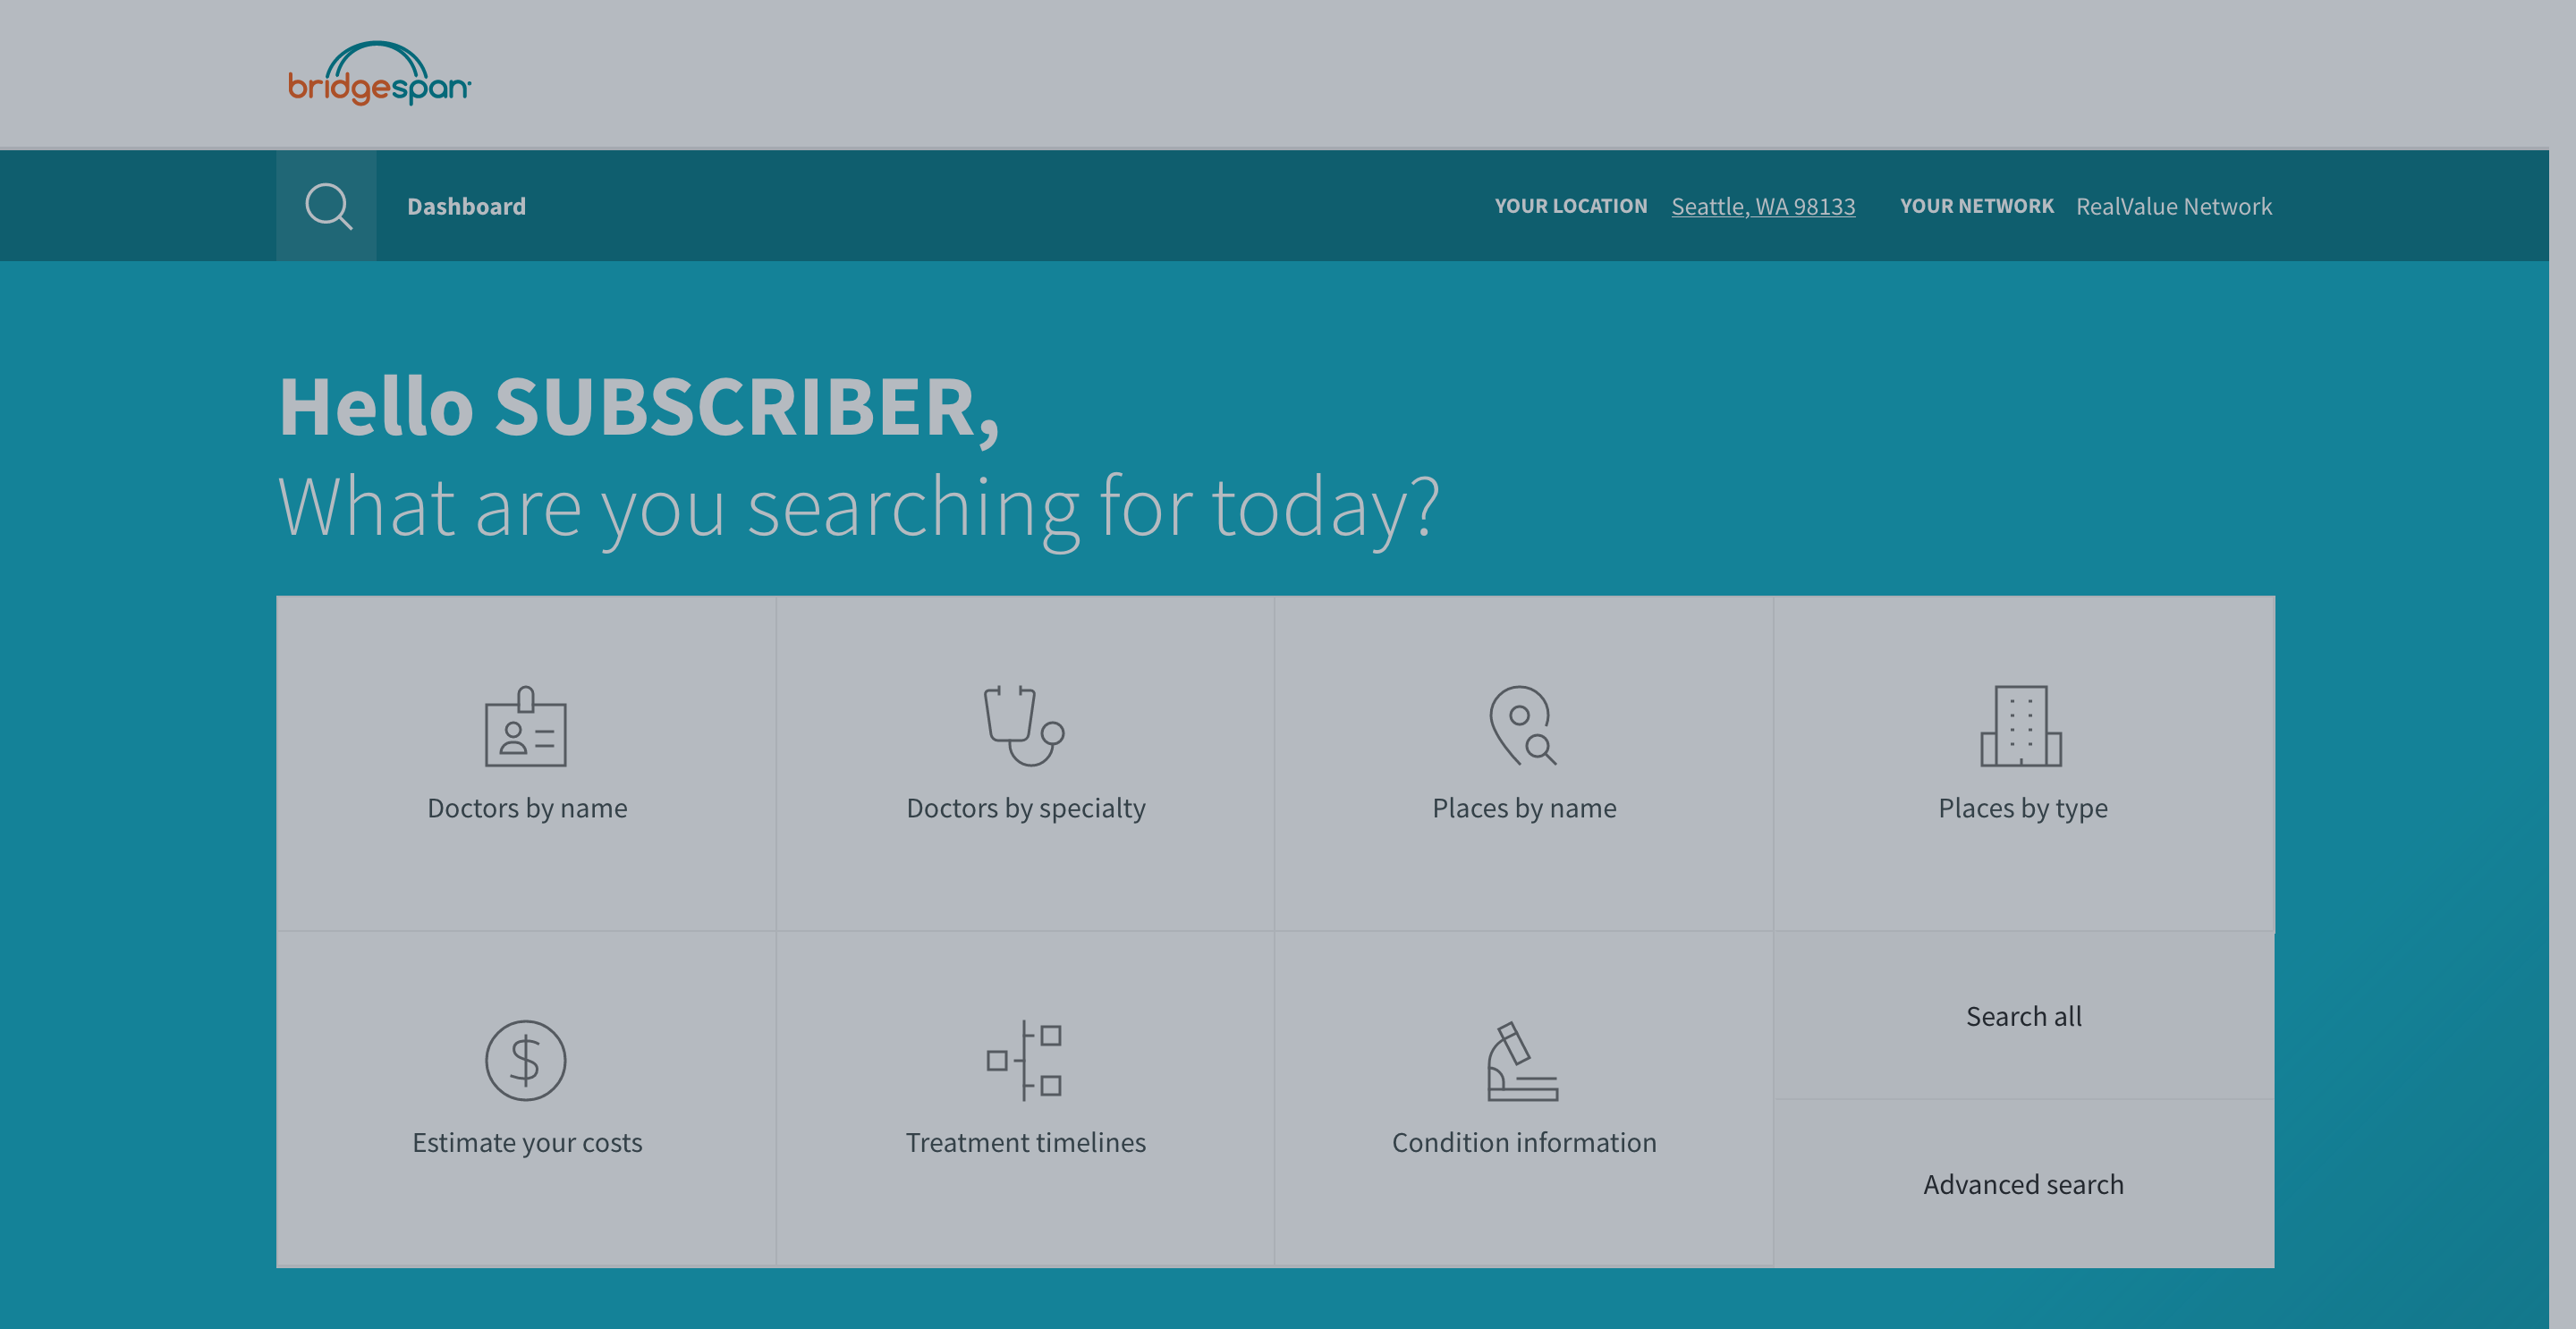 bridgespan
Dashboard
YOUR LOCATION Seattle, WA 98133 YOUR NETWORK RealValue Network
Hello SUBSCRIBER,
What are you searching for today?
Doctors by name
Doctors by specialty
Places by name
Places by type
Estimate your costs
Treatment timelines
Condition information
Search all
Advanced search